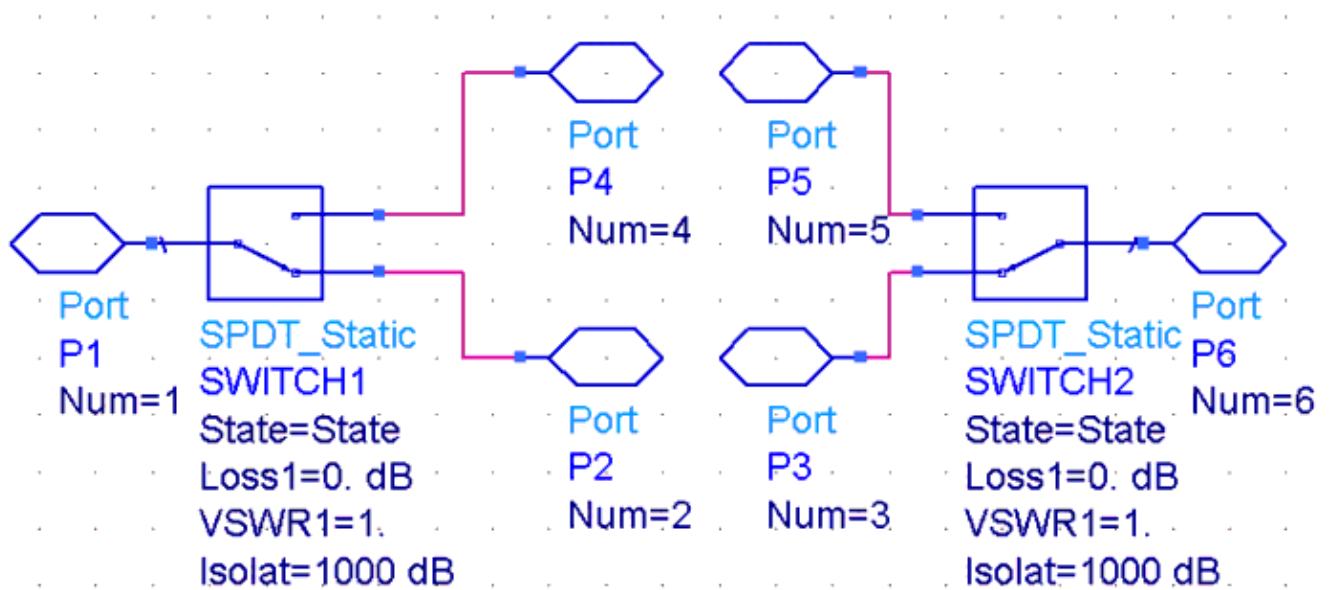 Port
P4
Num=4
Port
P5
Num=5
Port
P1
Num=1
SPDT_Static
SWITCH1
State=State
Loss1=0. dB
VSWR1=1.
Isolat=1000 dB
Port
P2
Num=2
Port
P3
Num=3
SPDT_Static
SWITCH2
State=State
Loss1=0. dB
VSWR1=1.
Isolat=1000 dB
Port
P6
Num=6